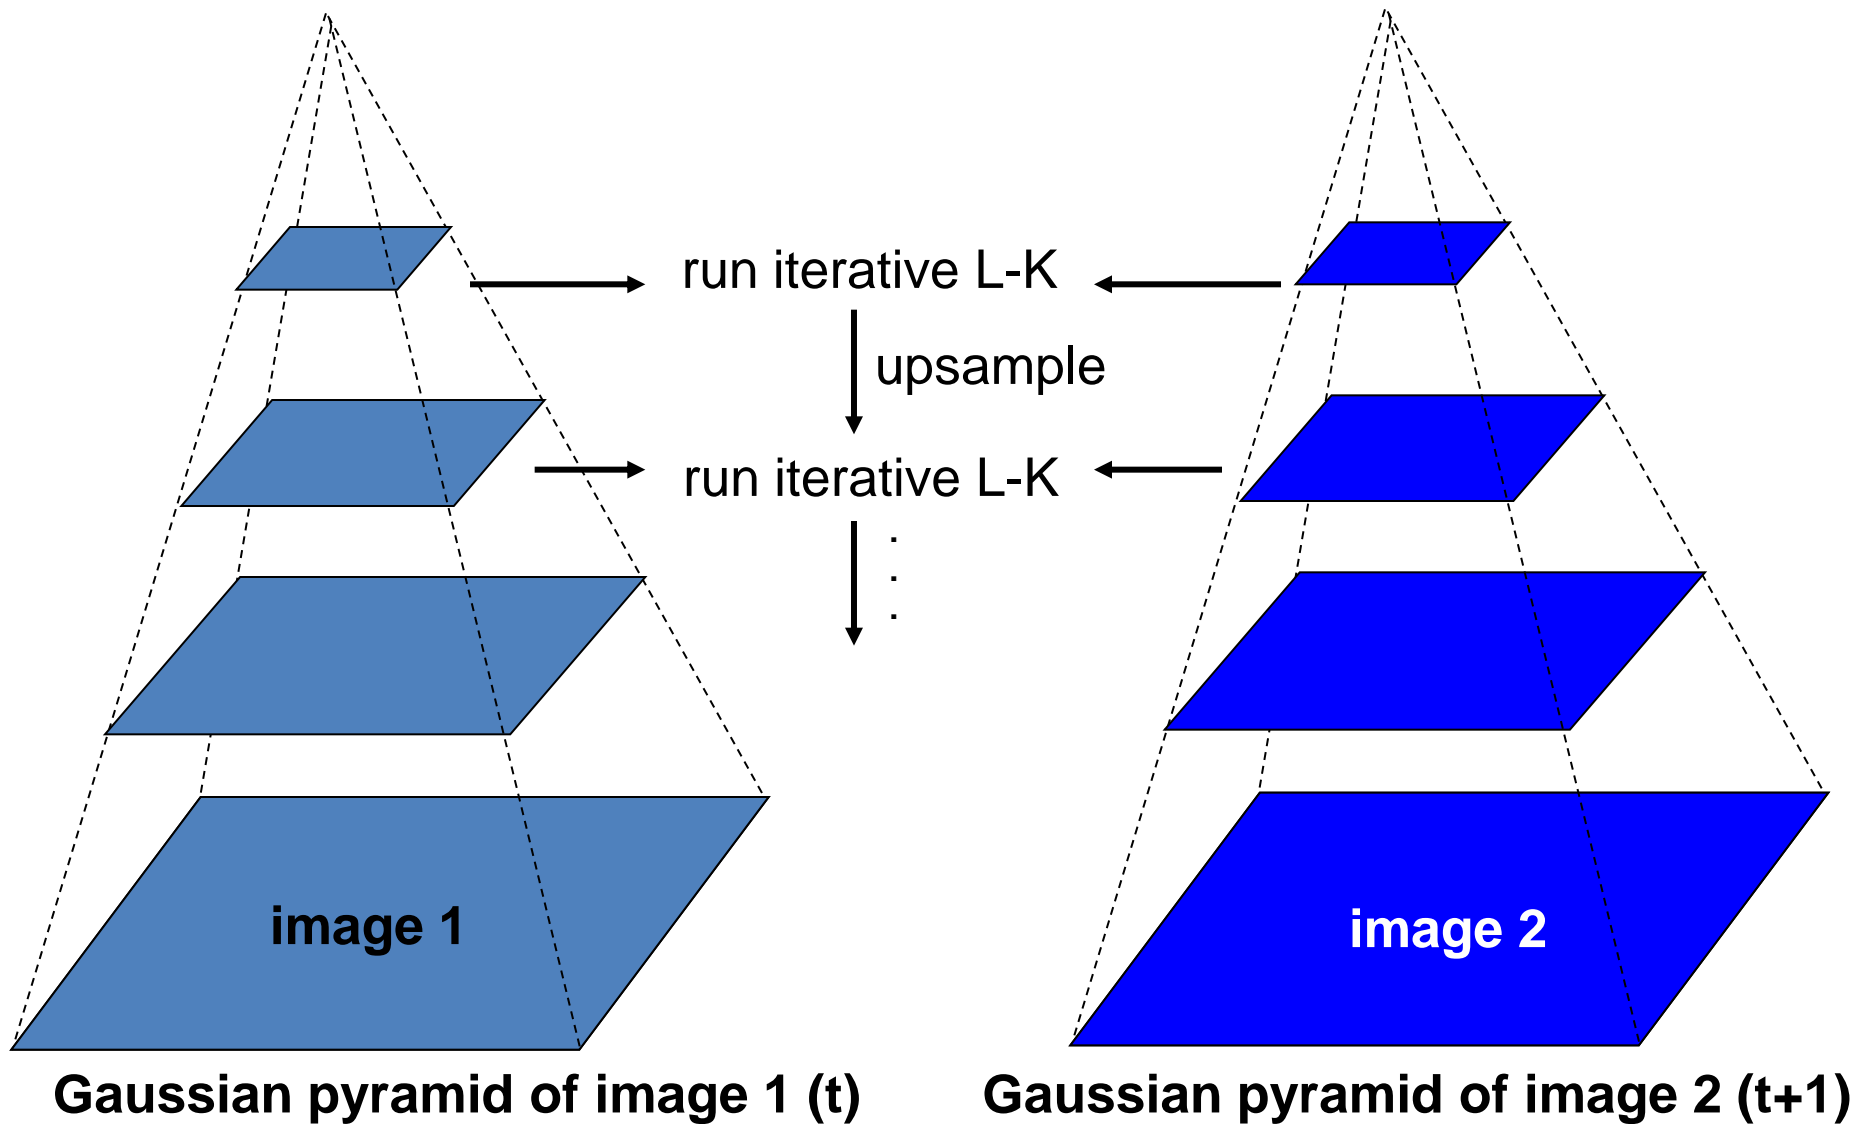 run iterative L-K
upsample
run iterative L-K
.
.
.
image 1
image 2
Gaussian pyramid of image 1 (t)
Gaussian pyramid of image 2 (t+1)